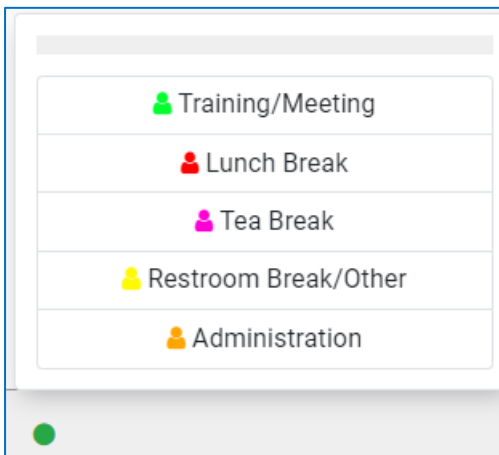 Training/Meeting
Lunch Break
Tea Break
Restroom Break/Other
Administration